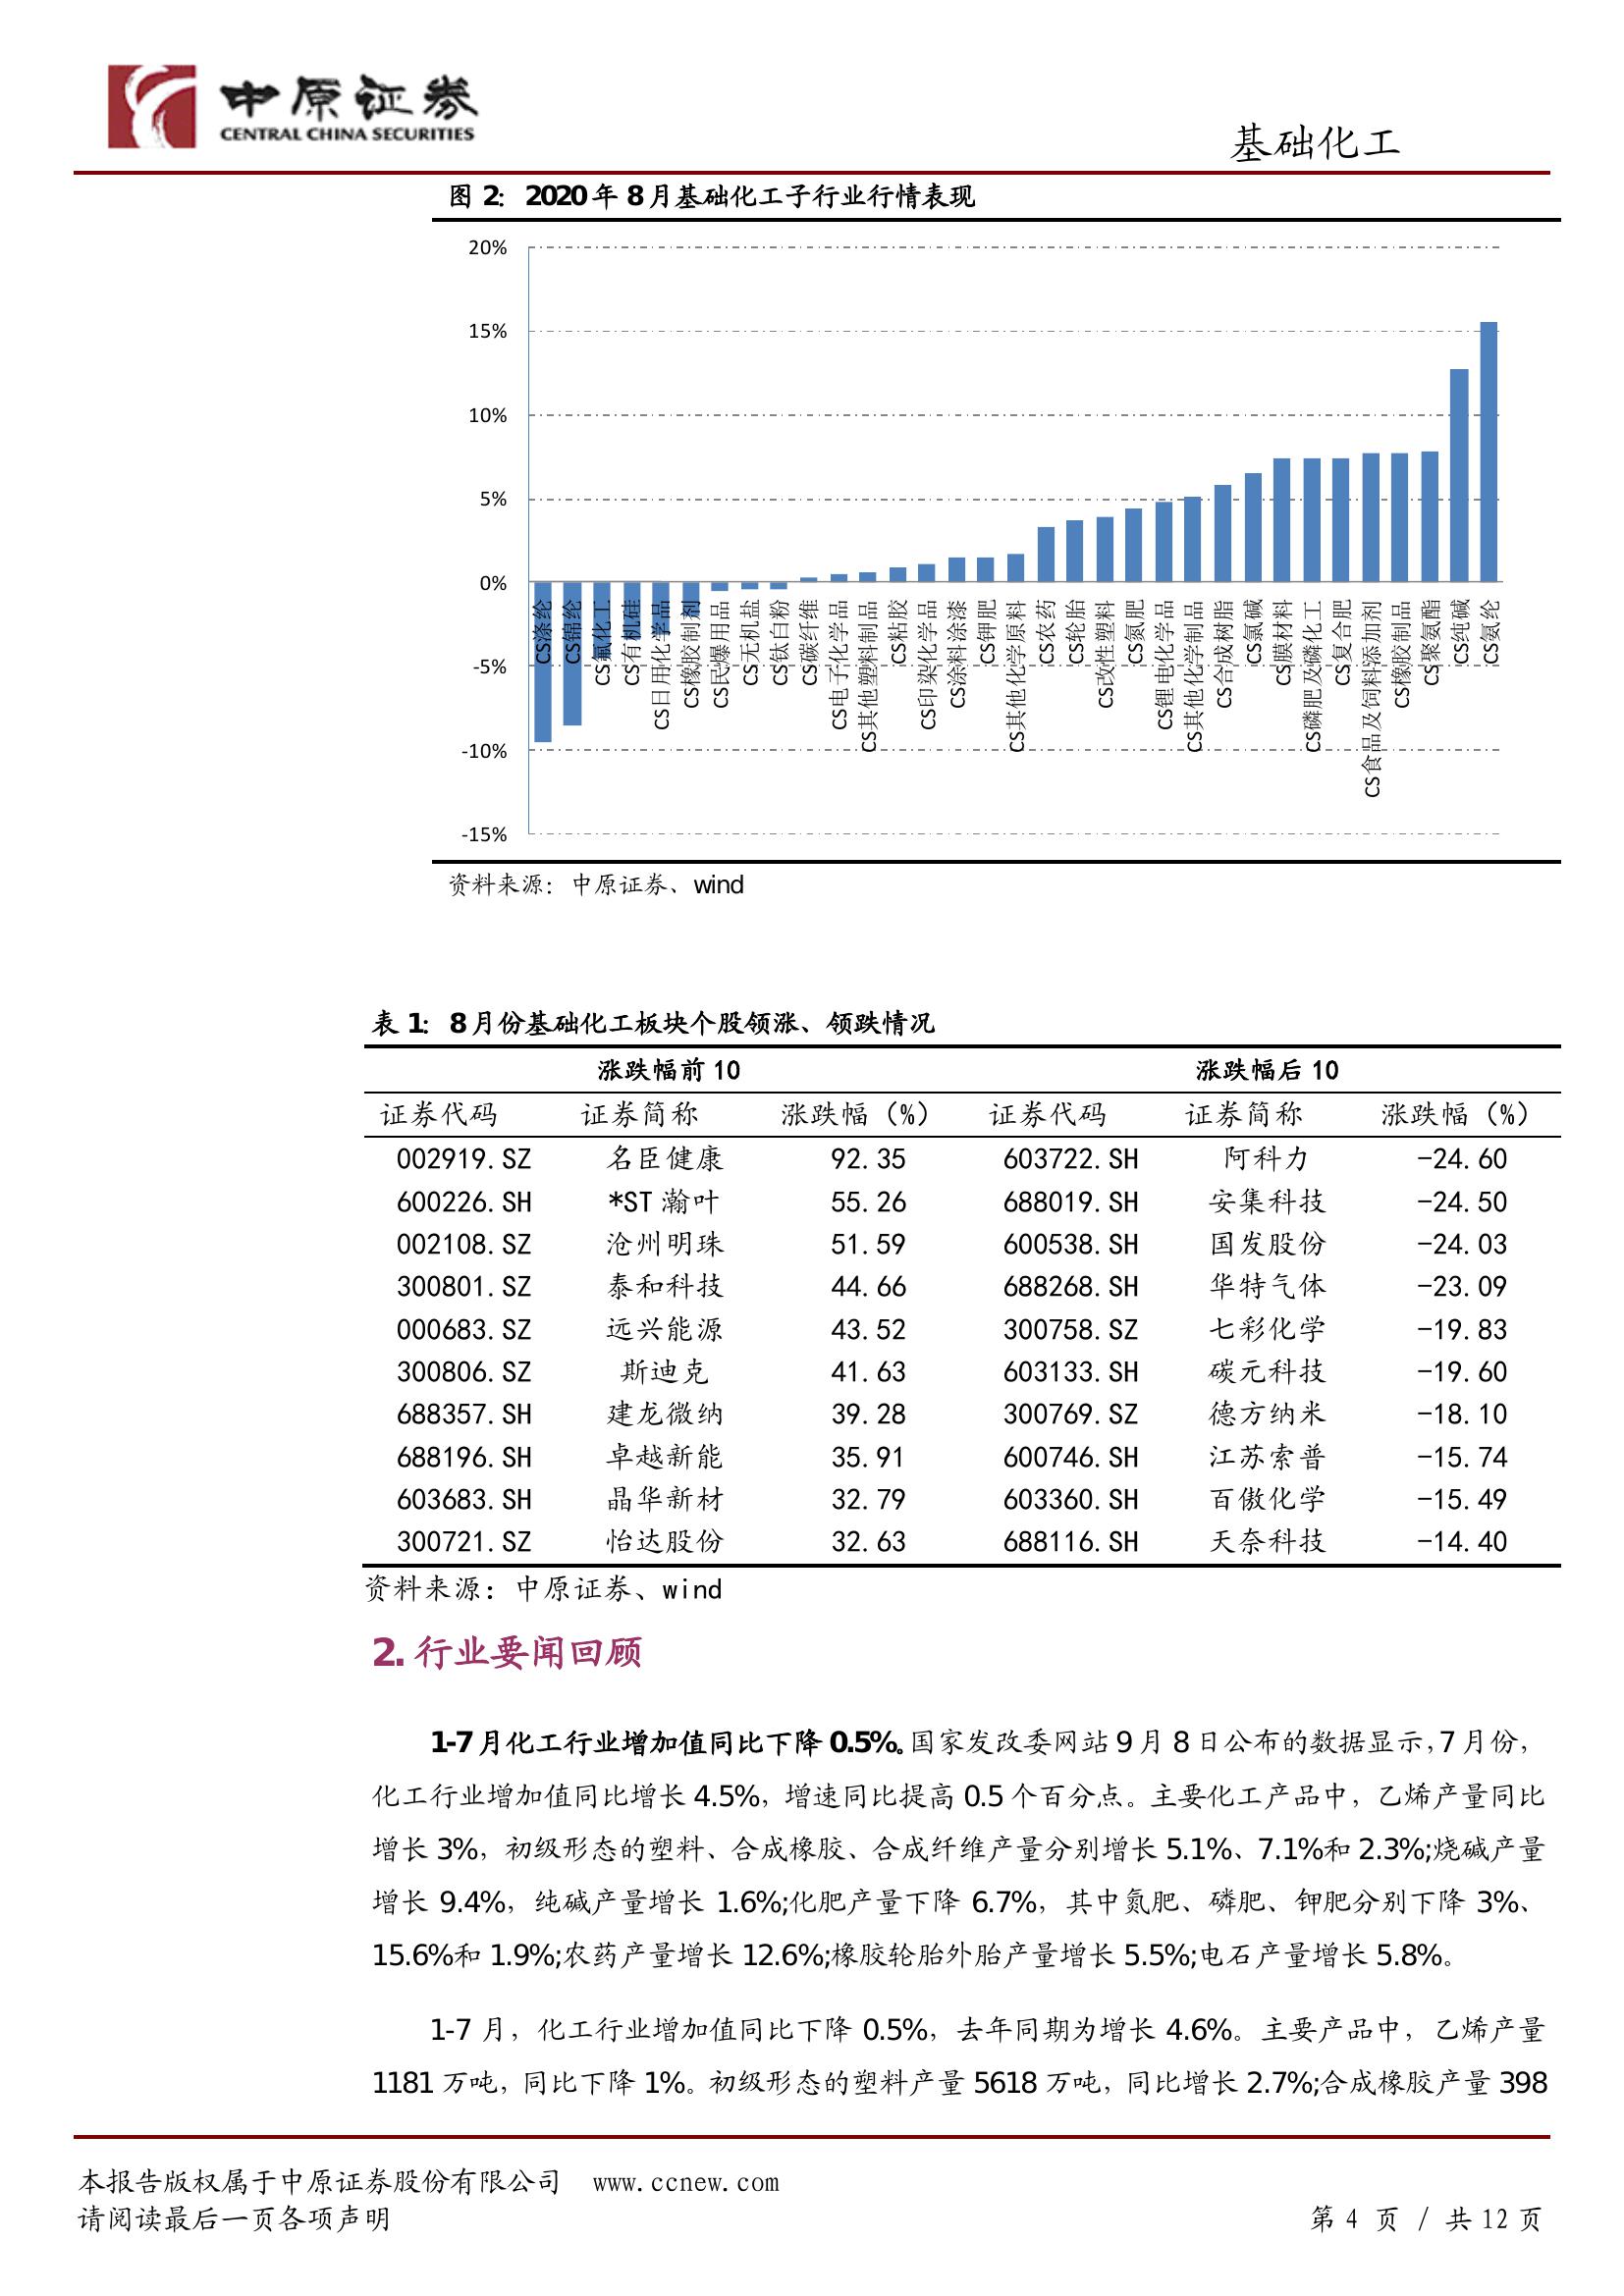 中原证券
CENTRAL CHINA SECURITIES
基础化工
图 2: 2020 年 8 月基础化工子行业行情表现
20%
15%
10%
5%
0%
-5%
-10%
-15%
CS涤纶
CS锦纶
CS氟化工
CS有机硅
CS日用化学品
CS橡胶制剂
CS民爆用品
CS无机盐
CS钛白粉
CS碳纤维
CS电子化学品
CS其他塑料制品
CS粘胶
CS印染化学品
CS涂料涂漆
CS钾肥
CS其他化学原料
CS农药
CS轮胎
CS改性塑料
CS氮肥
CS锂电化学品
CS其他化学制品
CS合成树脂
CS氯碱
CS膜材料
CS磷肥及磷化工
CS复合肥
CS食品及饲料添加剂
CS橡胶制品
CS聚氨酯
CS纯碱
CS氨纶
资料来源：中原证券、wind
表 1: 8 月份基础化工板块个股领涨、领跌情况
涨跌幅前 10 涨跌幅后 10
证券代码 证券简称 涨跌幅（%） 证券代码 证券简称 涨跌幅（%）
002919.SZ 名臣健康 92.35 603722.SH 阿科力 -24.60
600226.SH *ST 瀚叶 55.26 688019.SH 安集科技 -24.50
002108.SZ 沧州明珠 51.59 600538.SH 国发股份 -24.03
300801.SZ 泰和科技 44.66 688268.SH 华特气体 -23.09
000683.SZ 远兴能源 43.52 300758.SZ 七彩化学 -19.83
300806.SZ 斯迪克 41.63 603133.SH 碳元科技 -19.60
688357.SH 建龙微纳 39.28 300769.SZ 德方纳米 -18.10
688196.SH 卓越新能 35.91 600746.SH 江苏索普 -15.74
603683.SH 晶华新材 32.79 603360.SH 百傲化学 -15.49
300721.SZ 怡达股份 32.63 688116.SH 天奈科技 -14.40
资料来源：中原证券、wind
2. 行业要闻回顾
1-7 月化工行业增加值同比下降 0.5%。国家发改委网站 9 月 8 日公布的数据显示，7 月份，
化工行业增加值同比增长 4.5%，增速同比提高 0.5 个百分点。主要化工产品中，乙烯产量同比
增长 3%，初级形态的塑料、合成橡胶、合成纤维产量分别增长 5.1%、7.1%和 2.3%;烧碱产量
增长 9.4%，纯碱产量增长 1.6%;化肥产量下降 6.7%，其中氮肥、磷肥、钾肥分别下降 3%、
15.6%和 1.9%;农药产量增长 12.6%;橡胶轮胎外胎产量增长 5.5%;电石产量增长 5.8%。
1-7 月，化工行业增加值同比下降 0.5%，去年同期为增长 4.6%。主要产品中，乙烯产量
1181 万吨，同比下降 1%。初级形态的塑料产量 5618 万吨，同比增长 2.7%;合成橡胶产量 398
本报告版权属于中原证券股份有限公司 www.ccnew.com
请阅读最后一页各项声明 第 4 页 / 共 12 页